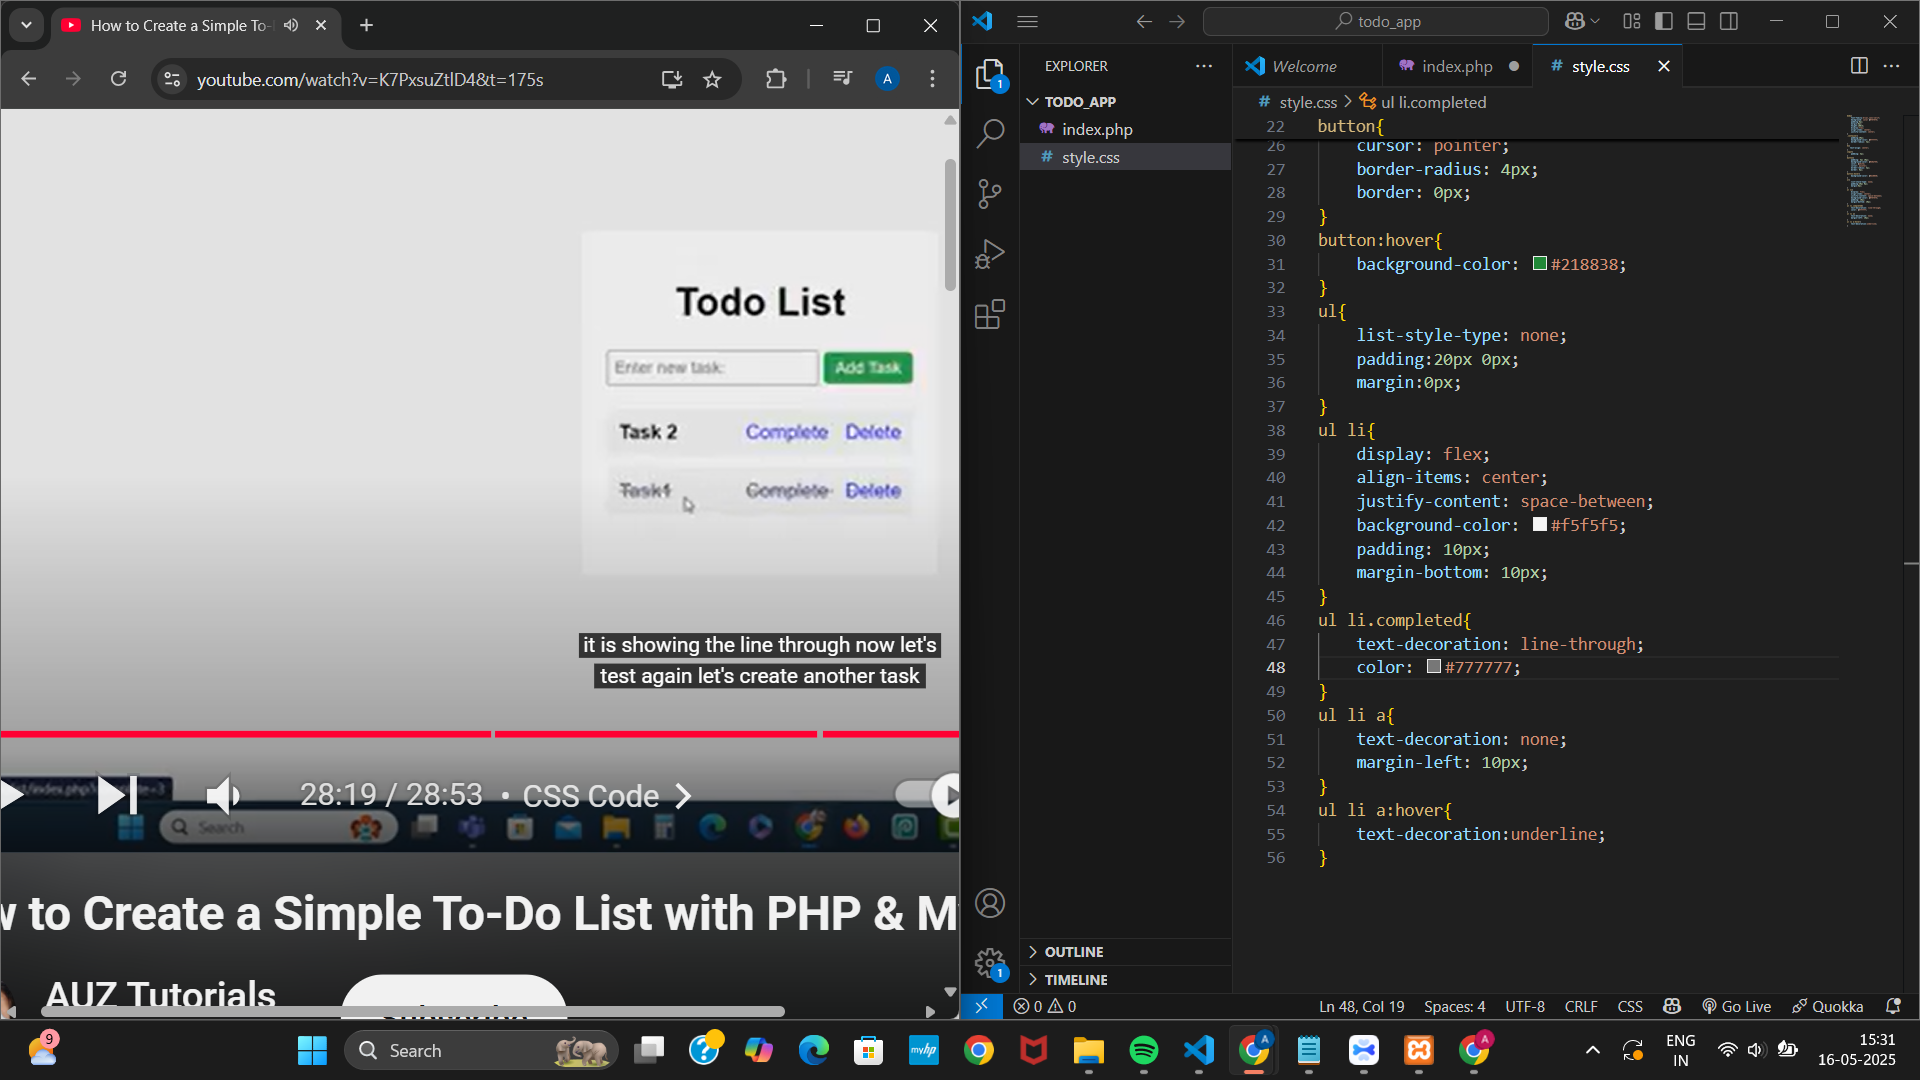 How to Create a Simple To-
youtube.com/watch?v=K7PxsuZtlD4&t=175s
A
Todo List
Enter new task:
Add Task
Task 2
Complete
Delete
Task1
Complete
Delete
it is showing the line through now let's
test again let's create another task
28:19 / 28:53 • CSS Code
Search
w to Create a Simple To-Do List with PHP & M
AUZ Tutorials
todo_app
EXPLORER
1
TODO_APP
index.php
style.css
OUTLINE
TIMELINE
1
Welcome
index.php
style.css
style.css > ul li.completed
22 button{
26 cursor: pointer;
27 border-radius: 4px;
28 border: 0px;
29 }
30 button:hover{
31 background-color: #218838;
32 }
33 ul{
34 list-style-type: none;
35 padding:20px 0px;
36 margin:0px;
37 }
38 ul li{
39 display: flex;
40 align-items: center;
41 justify-content: space-between;
42 background-color: #f5f5f5;
43 padding: 10px;
44 margin-bottom: 10px;
45 }
46 ul li.completed{
47 text-decoration: line-through;
48 color: #777777;
49 }
50 ul li a{
51 text-decoration: none;
52 margin-left: 10px;
53 }
54 ul li a:hover{
55 text-decoration:underline;
56 }
0 0
Ln 48, Col 19 Spaces: 4 UTF-8 CRLF CSS Go Live Quokka
9
Search
myhp
A
A
ENG
IN
15:31
16-05-2025